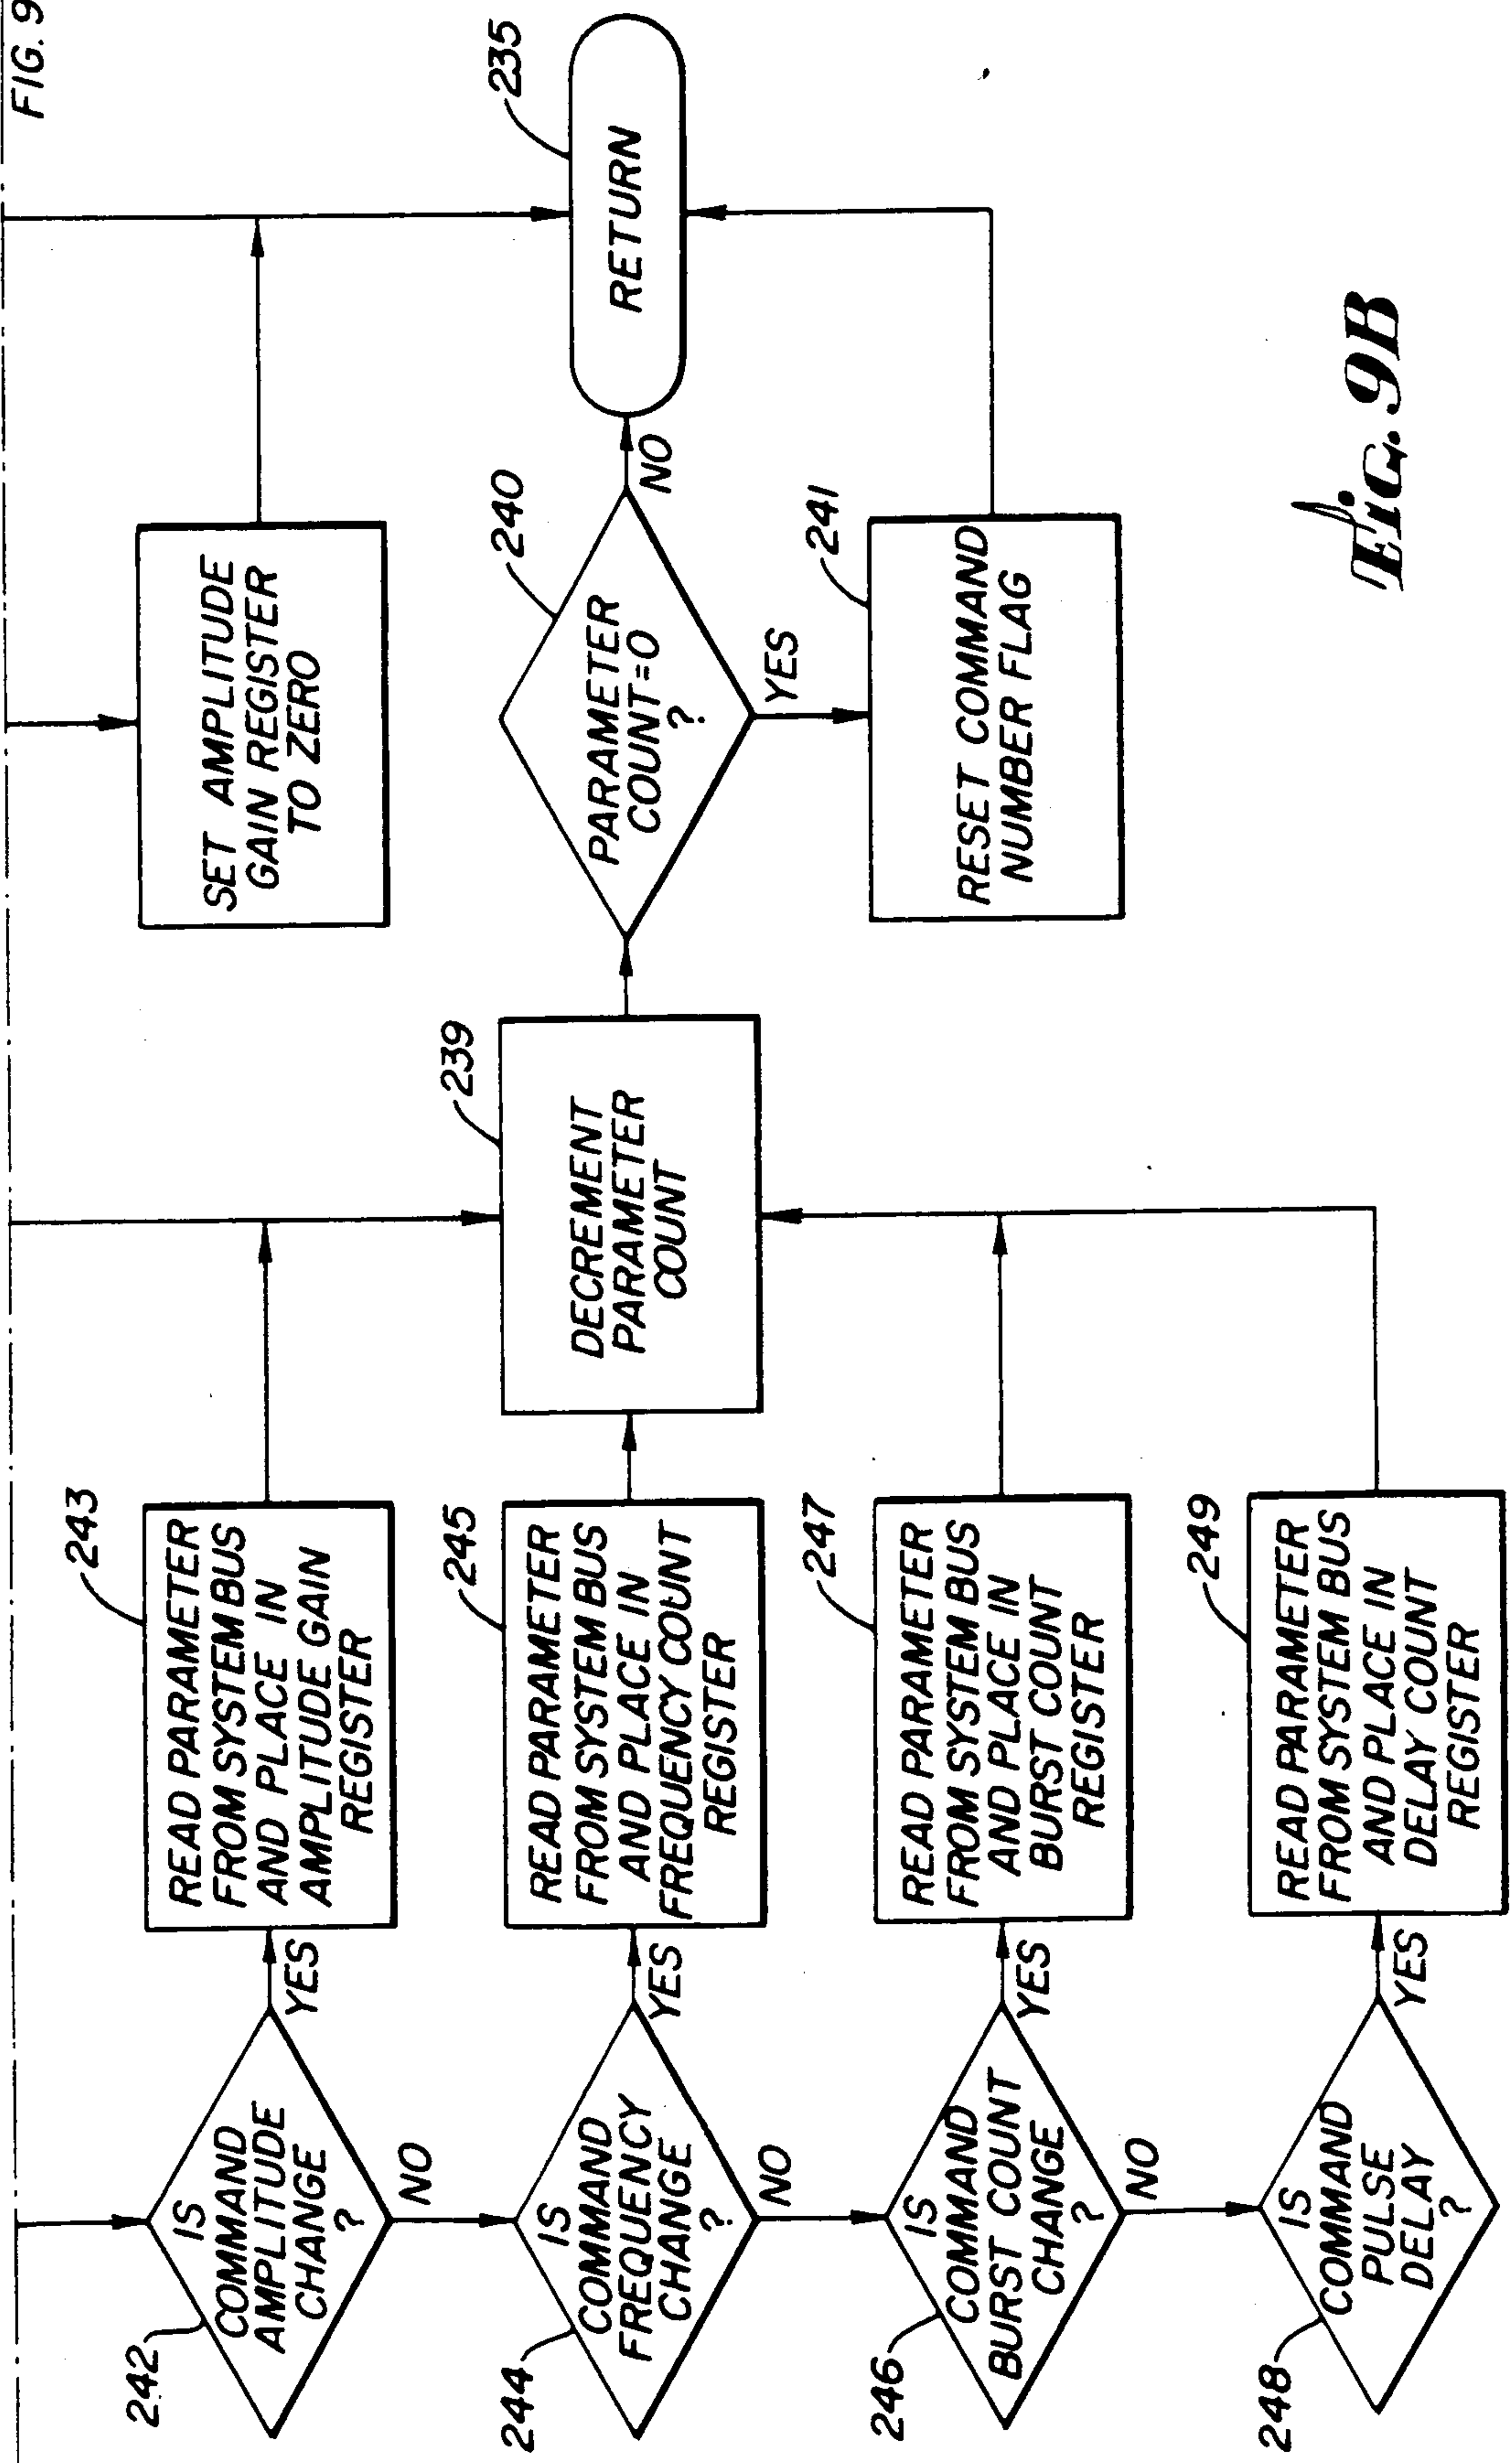 FIG. 9
242
IS
COMMAND
AMPLITUDE
CHANGE
?
YES
NO
243
READ PARAMETER
FROM SYSTEM BUS
AND PLACE IN
AMPLITUDE GAIN
REGISTER
SET AMPLITUDE
GAIN REGISTER
TO ZERO
244
IS
COMMAND
FREQUENCY
CHANGE
?
YES
NO
245
READ PARAMETER
FROM SYSTEM BUS
AND PLACE IN
FREQUENCY COUNT
REGISTER
239
DECREMENT
PARAMETER
COUNT
240
PARAMETER
COUNT=0
?
NO
YES
235
RETURN
246
IS
COMMAND
BURST COUNT
CHANGE
?
YES
NO
247
READ PARAMETER
FROM SYSTEM BUS
AND PLACE IN
BURST COUNT
REGISTER
241
RESET COMMAND
NUMBER FLAG
248
IS
COMMAND
PULSE
DELAY
?
YES
249
READ PARAMETER
FROM SYSTEM BUS
AND PLACE IN
DELAY COUNT
REGISTER
Fig. 9B